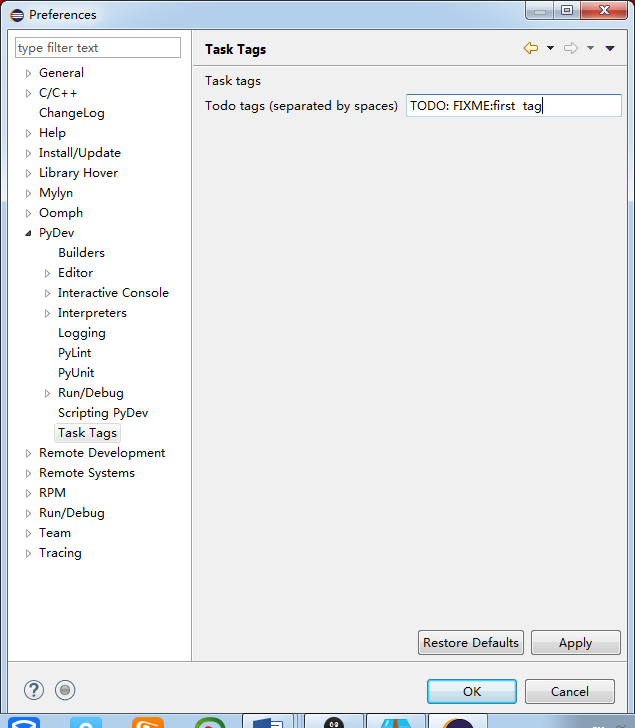 Preferences
type filter text
General
C/C++
ChangeLog
Help
Install/Update
Library Hover
Mylyn
Oomph
PyDev
Builders
Editor
Interactive Console
Interpreters
Logging
PyLint
PyUnit
Run/Debug
Scripting PyDev
Task Tags
Remote Development
Remote Systems
RPM
Run/Debug
Team
Tracing
Task Tags
Task tags
Todo tags (separated by spaces) TODO: FIXME:first  tag
Restore Defaults Apply
? OK Cancel